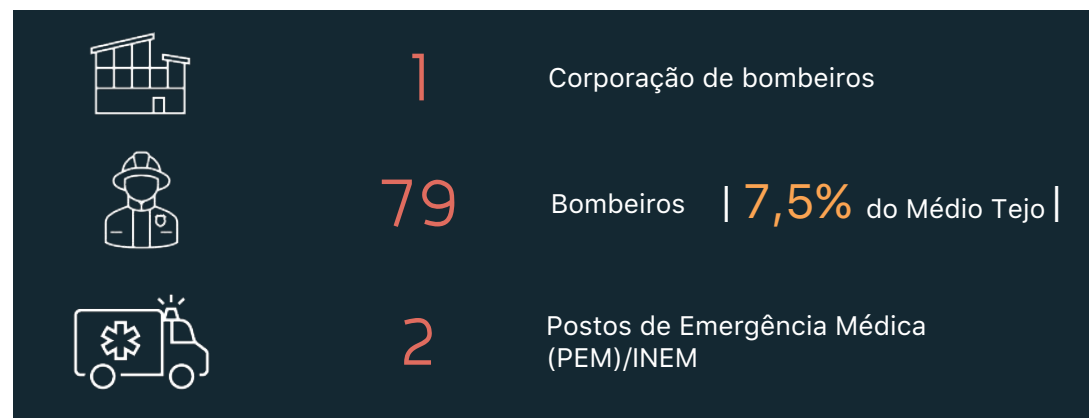 1 Corporação de bombeiros
79 Bombeiros | 7,5% do Médio Tejo |
2 Postos de Emergência Médica
(PEM)/INEM